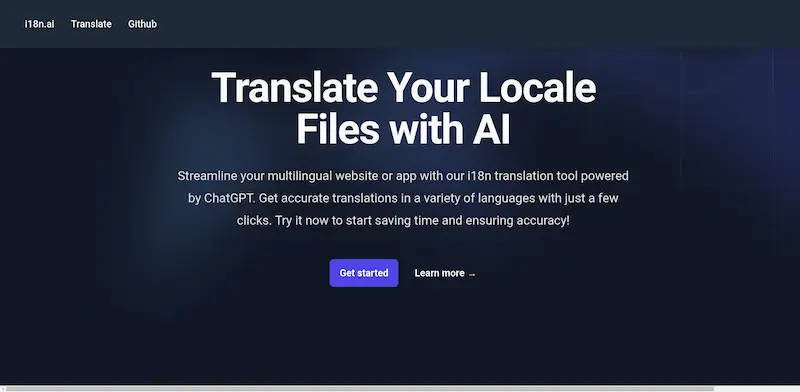 i18n.ai Translate Github
Translate Your Locale
Files with AI
Streamline your multilingual website or app with our i18n translation tool powered
by ChatGPT. Get accurate translations in a variety of languages with just a few
clicks. Try it now to start saving time and ensuring accuracy!
Get started Learn more →